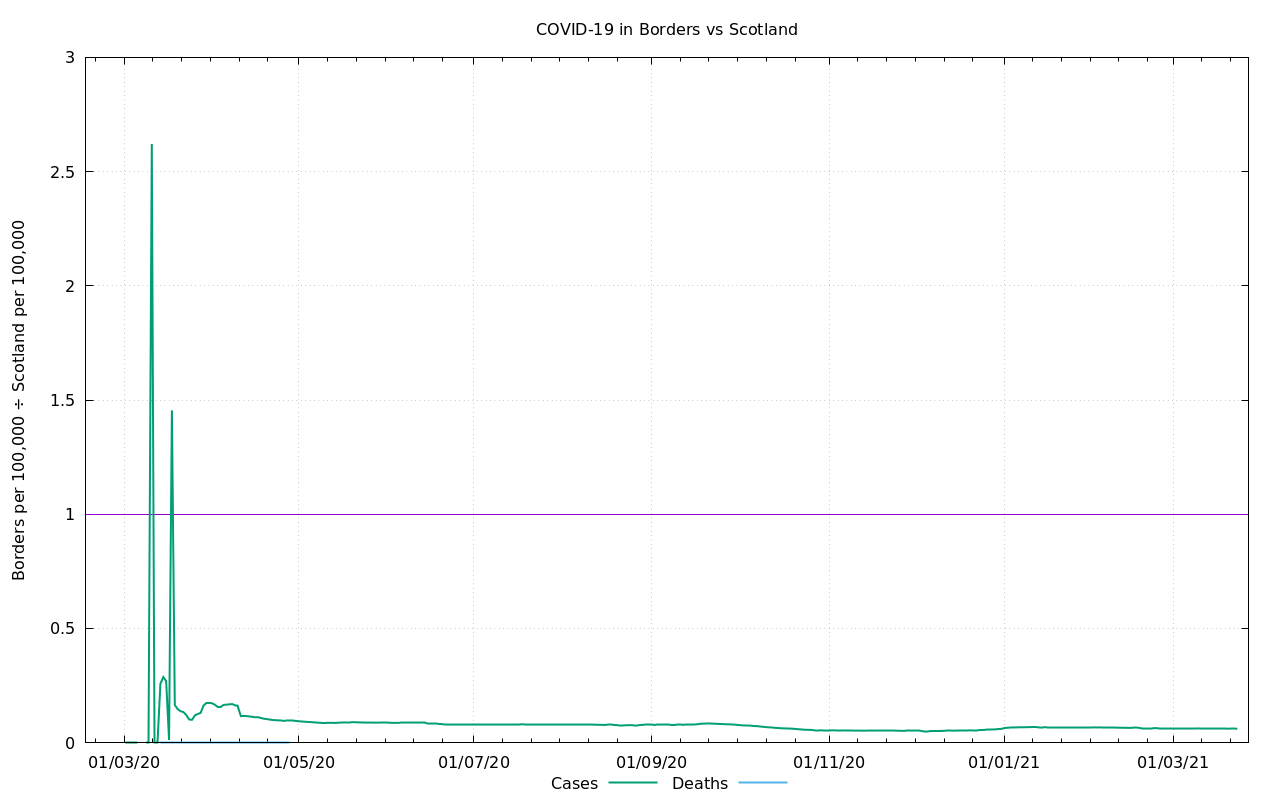 COVID-19 in Borders vs Scotland
Borders per 100,000 ÷ Scotland per 100,000
3
2.5
2
1.5
1
0.5
0
01/03/20 01/05/20 01/07/20 01/09/20 01/11/20 01/01/21 01/03/21
Cases Deaths